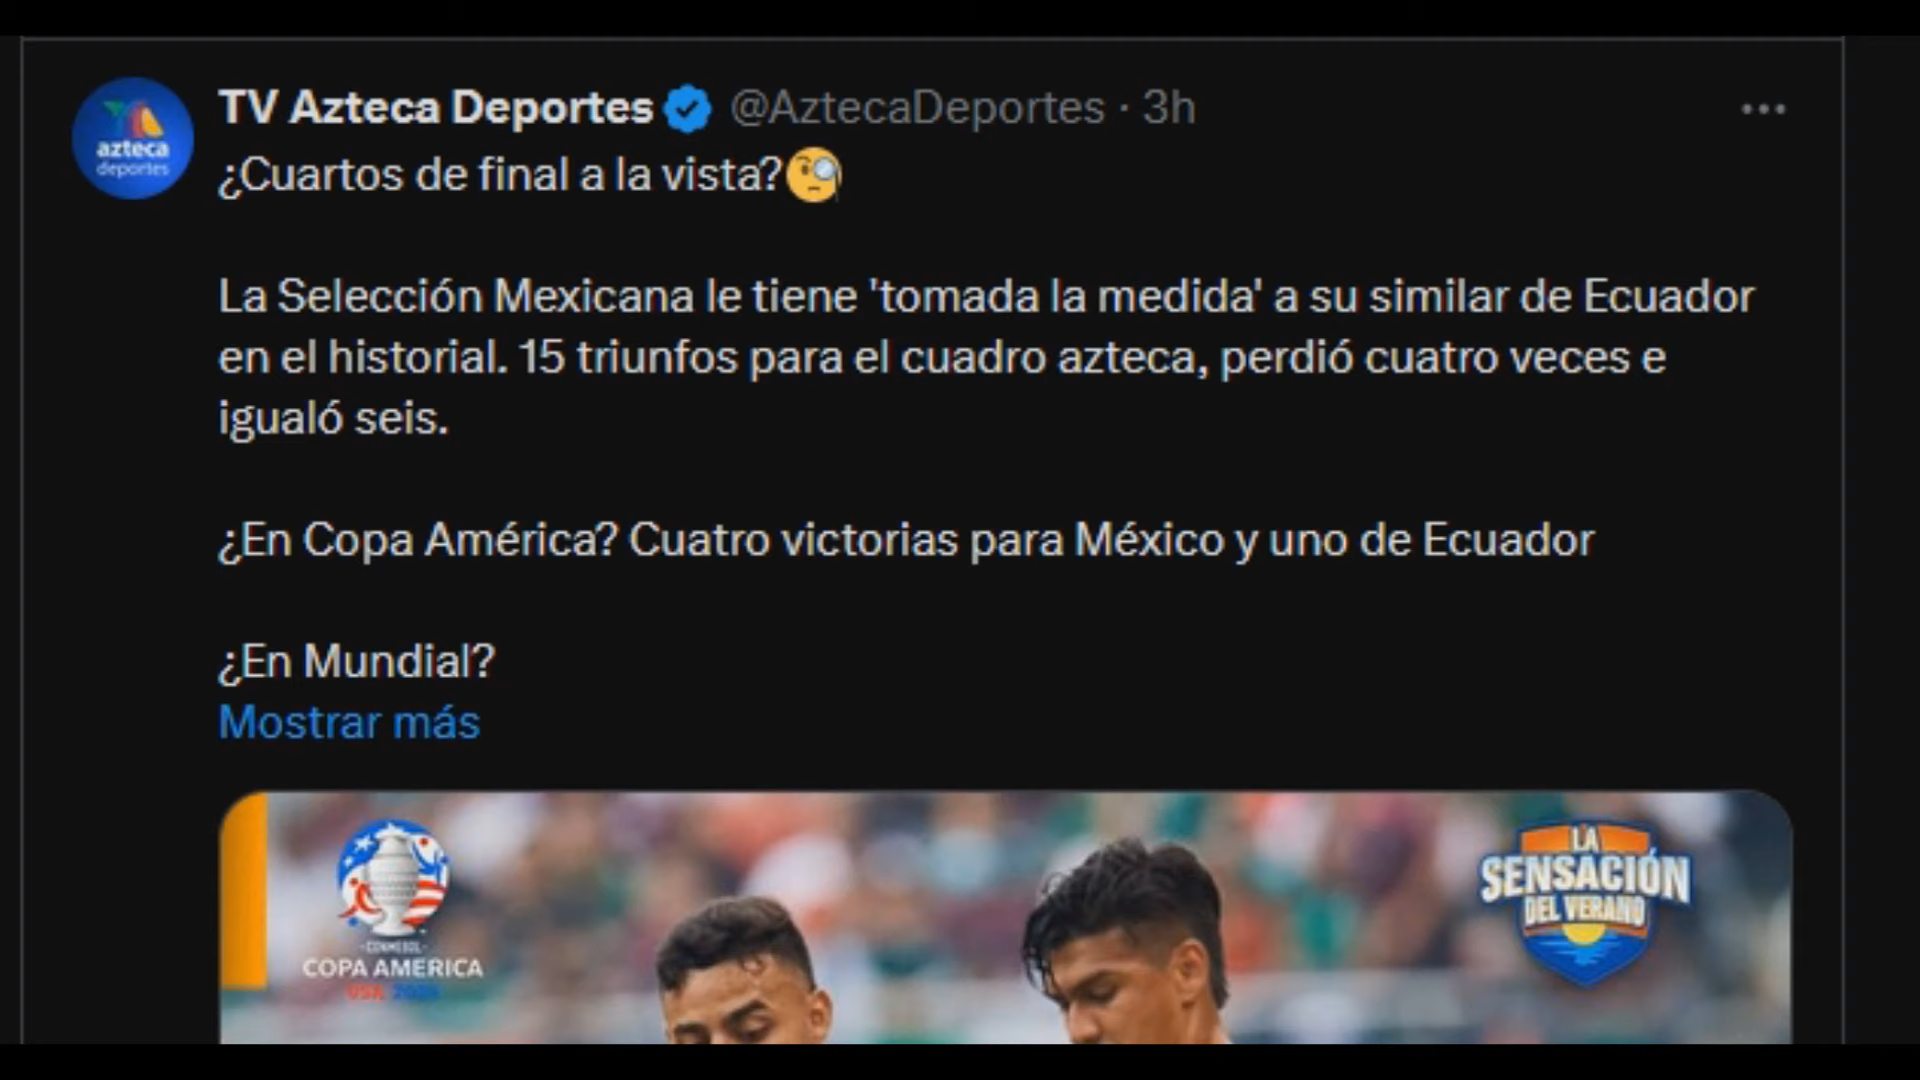 TV Azteca Deportes @AztecaDeportes · 3h
azteca
deportes
¿Cuartos de final a la vista?🧐
La Selección Mexicana le tiene 'tomada la medida' a su similar de Ecuador
en el historial. 15 triunfos para el cuadro azteca, perdió cuatro veces e
igualó seis.
¿En Copa América? Cuatro victorias para México y uno de Ecuador
¿En Mundial?
Mostrar más
CONMEBOL
COPA AMERICA
USA 2024
LA
SENSACIÓN
DEL VERANO